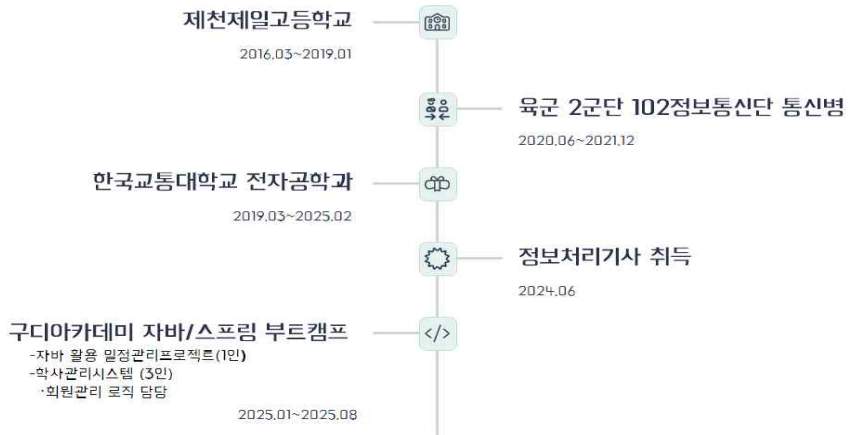 제천제일고등학교
2016.03~2019.01
육군 2군단 102정보통신단 통신병
2020.06~2021.12
한국교통대학교 전자공학과
2019.03~2025.02
정보처리기사 취득
2024.06
구디아카데미 자바/스프링 부트캠프
-자바 활용 일정관리프로젝트(1인)
-학사관리시스템 (3인)
·회원관리 로직 담당
2025.01~2025.08